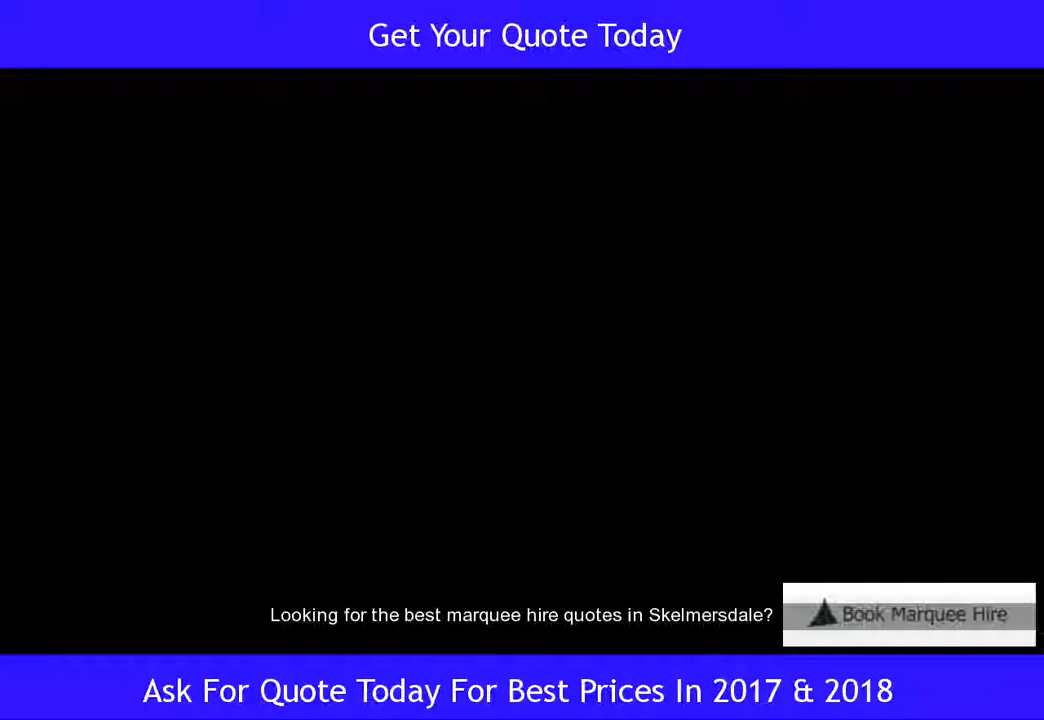 Get Your Quote Today
Looking for the best marquee hire quotes in Skelmersdale?
Book Marquee Hire
Ask For Quote Today For Best Prices In 2017 & 2018